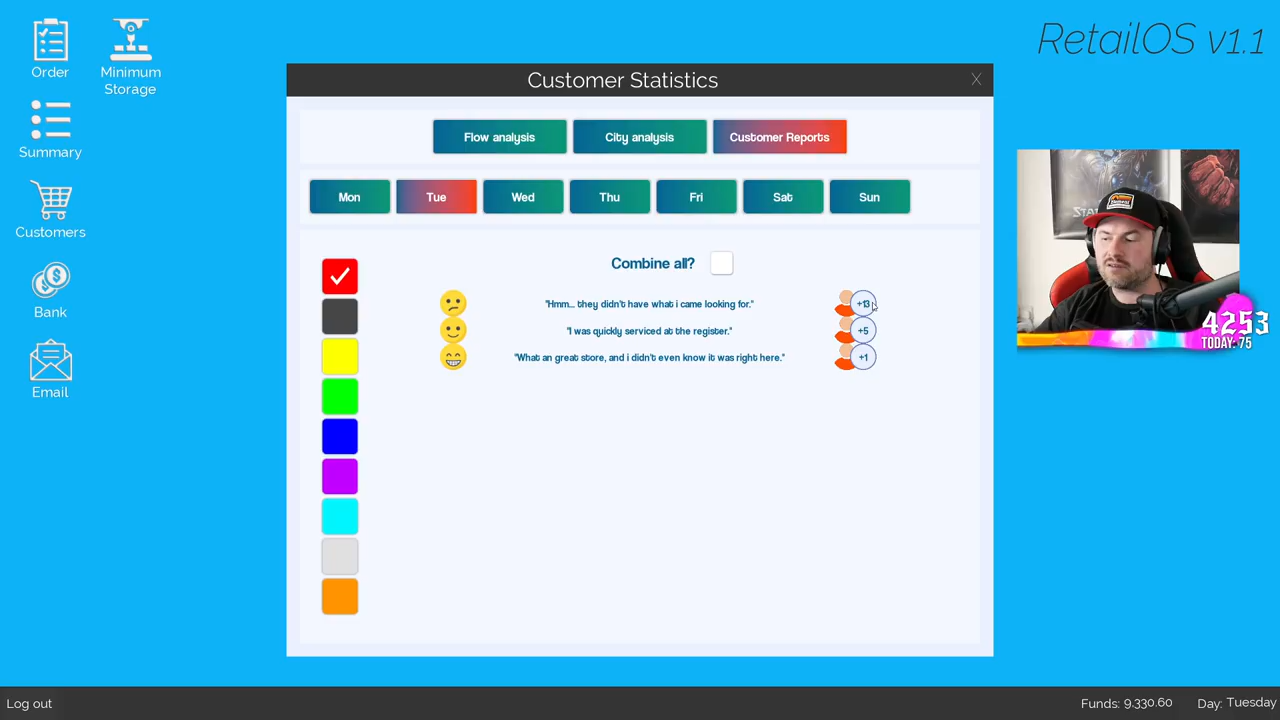 RetailOS v1.1
Order
Minimum
Storage
Summary
Customers
Bank
Email
Customer Statistics
X
Flow analysis
City analysis
Customer Reports
Mon
Tue
Wed
Thu
Fri
Sat
Sun
Combine all?
"Hmm... they didn't have what i came looking for."
+13
"I was quickly serviced at the register."
+5
"What an great store, and i didn't even know it was right here."
+1
4253
TODAY: 75
Log out
Funds: 9,330.60
Day: Tuesday